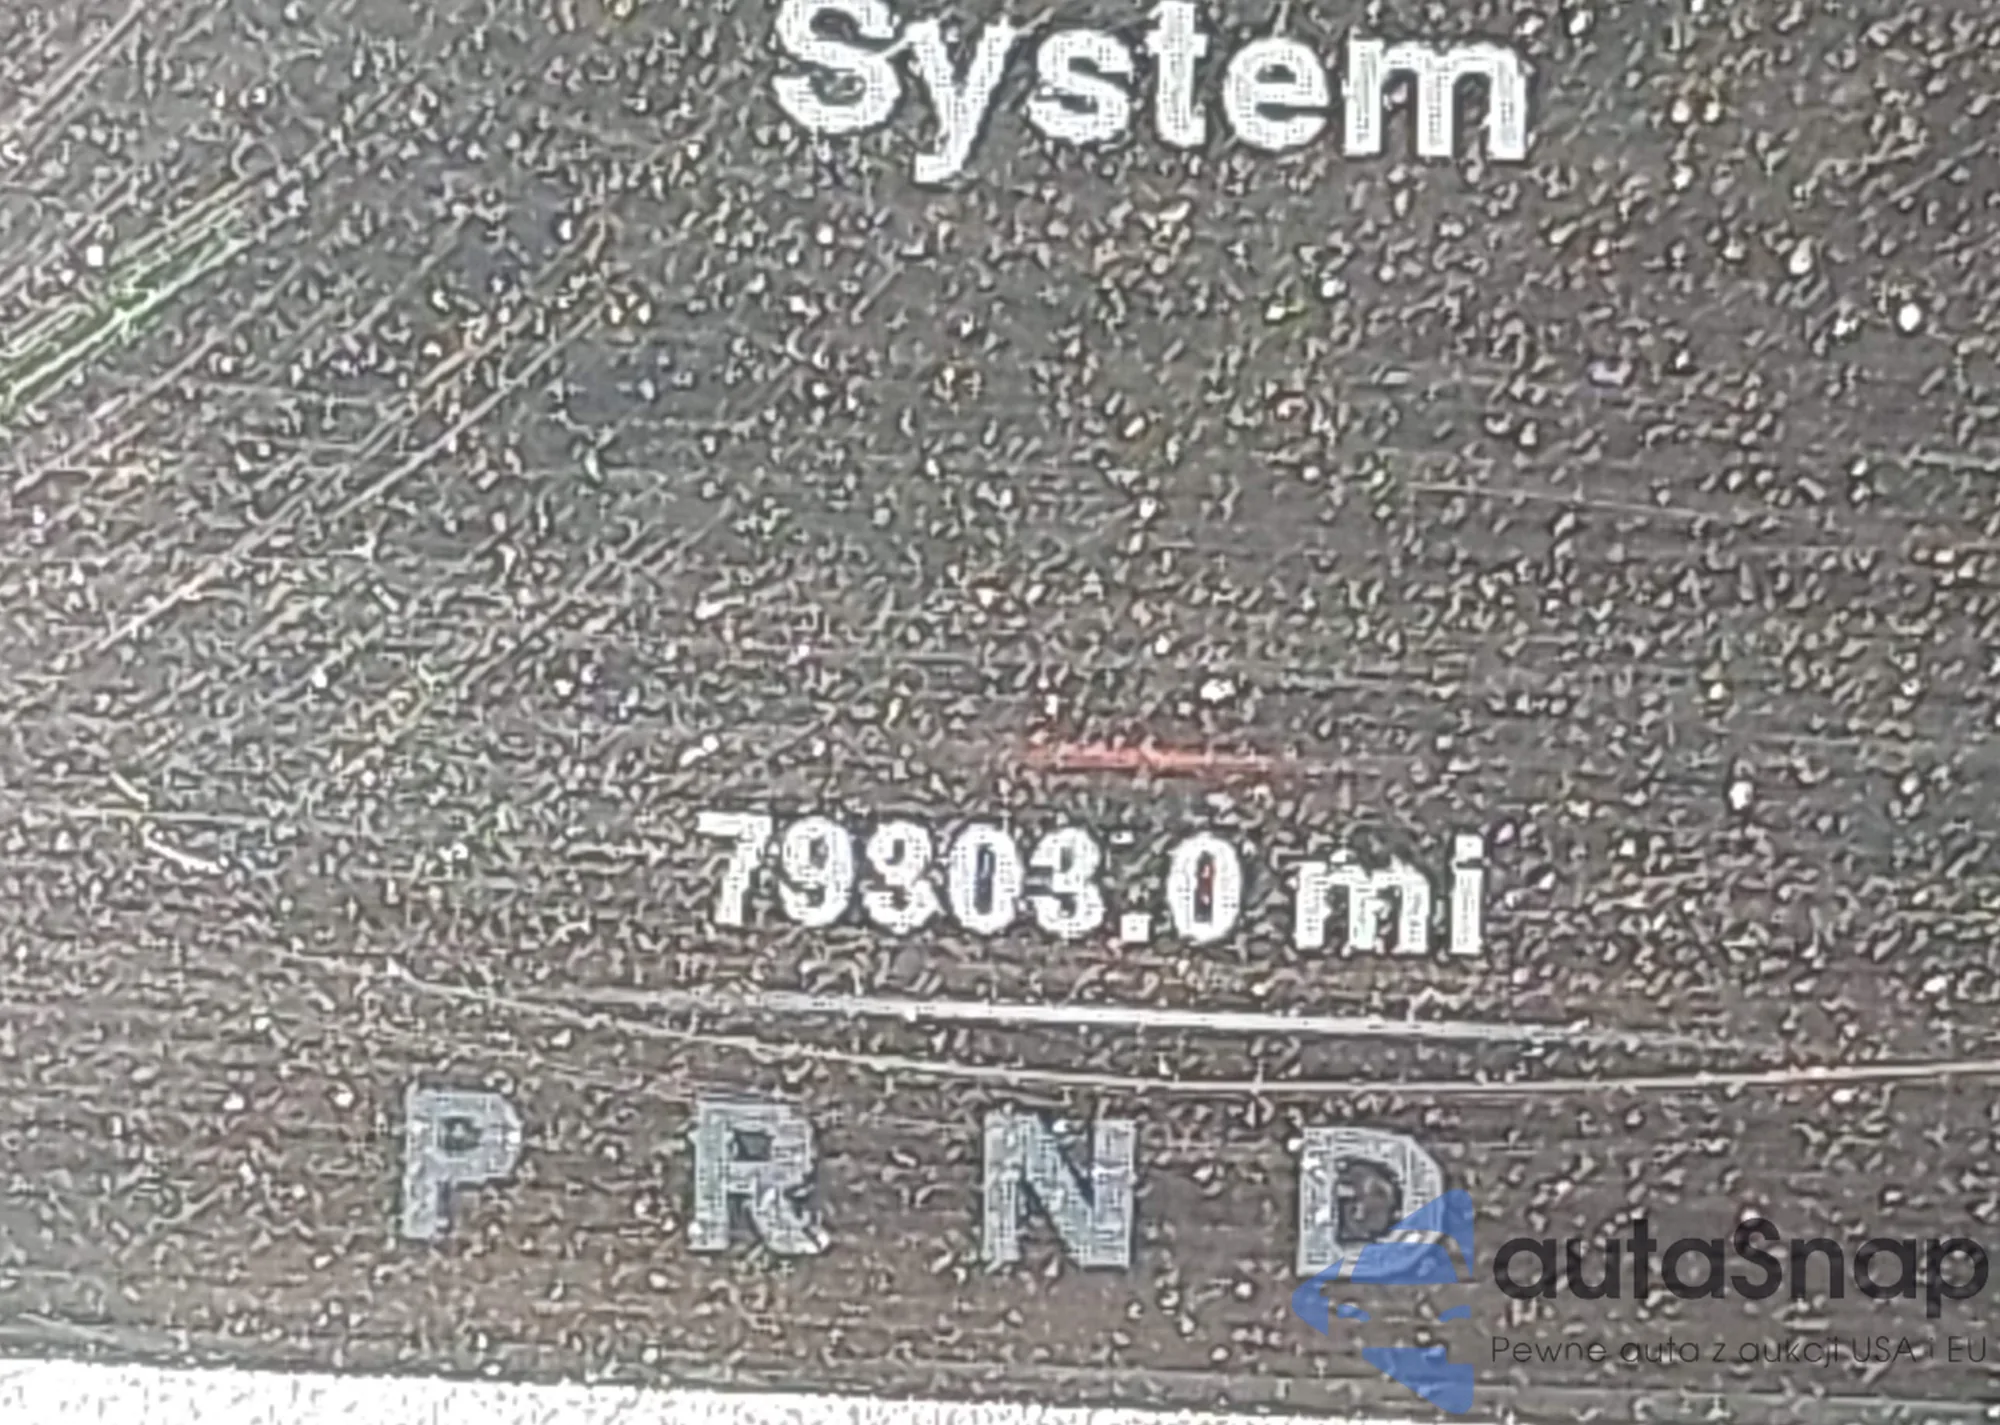 System
79303.0 mi
P R N D
autaSnap
Pewne auta z aukcji USA i EU